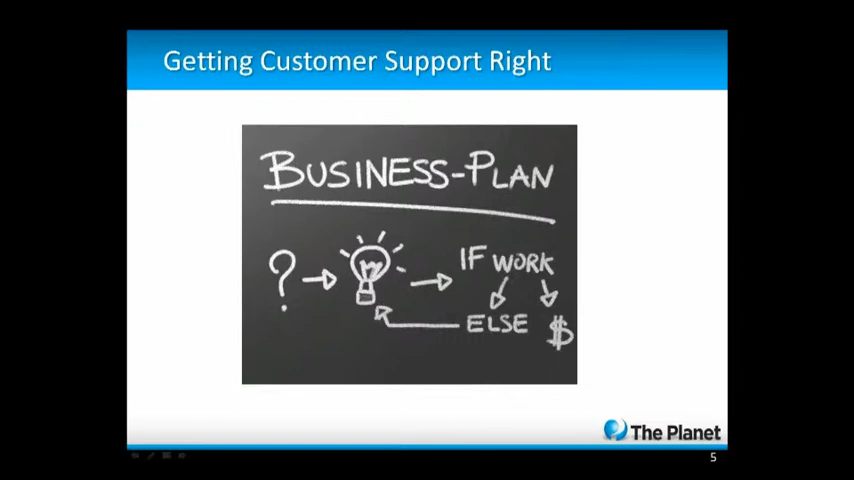 Getting Customer Support Right
BUSINESS-PLAN
? IF WORK
ELSE $
The Planet
5